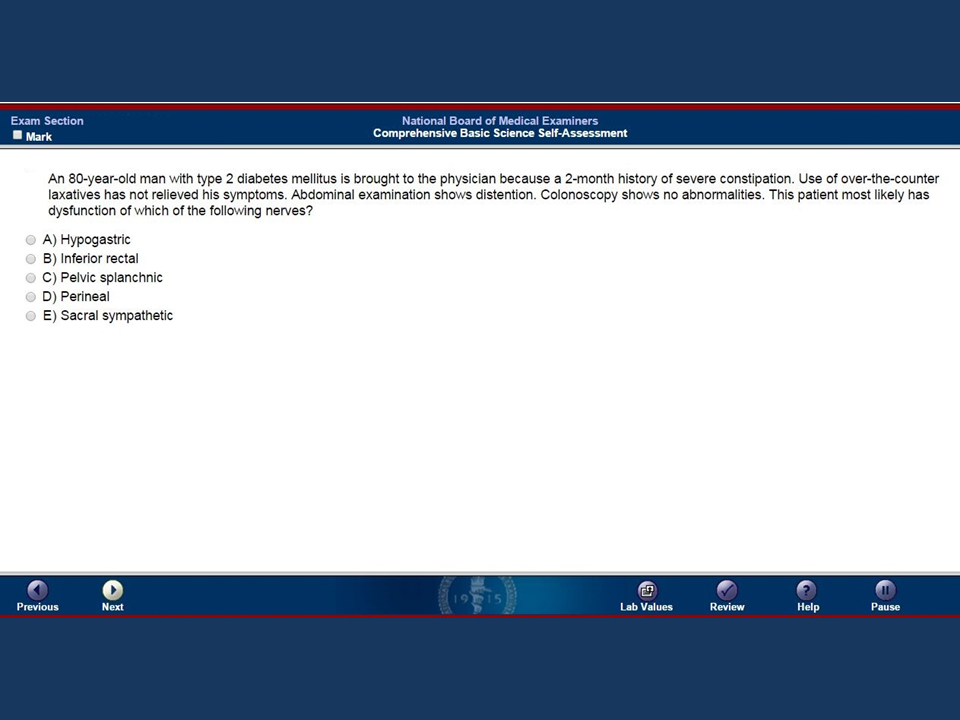 Exam Section
Mark
National Board of Medical Examiners
Comprehensive Basic Science Self-Assessment
An 80-year-old man with type 2 diabetes mellitus is brought to the physician because a 2-month history of severe constipation. Use of over-the-counter
laxatives has not relieved his symptoms. Abdominal examination shows distention. Colonoscopy shows no abnormalities. This patient most likely has
dysfunction of which of the following nerves?
A) Hypogastric
B) Inferior rectal
C) Pelvic splanchnic
D) Perineal
E) Sacral sympathetic
Previous
Next
19 15
Lab Values
Review
Help
Pause